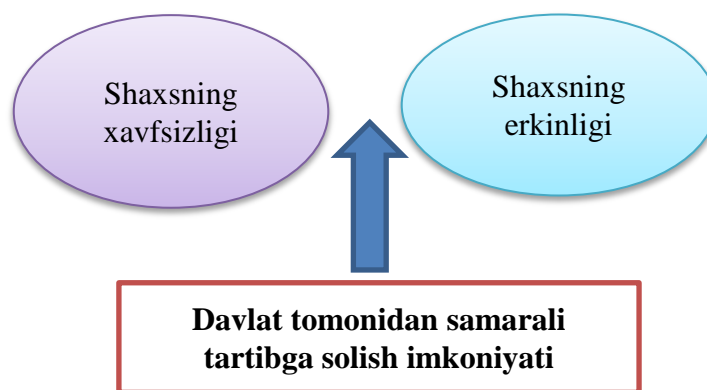 Shaxsning
xavfsizligi
Shaxsning
erkinligi
Davlat tomonidan samarali
tartibga solish imkoniyati